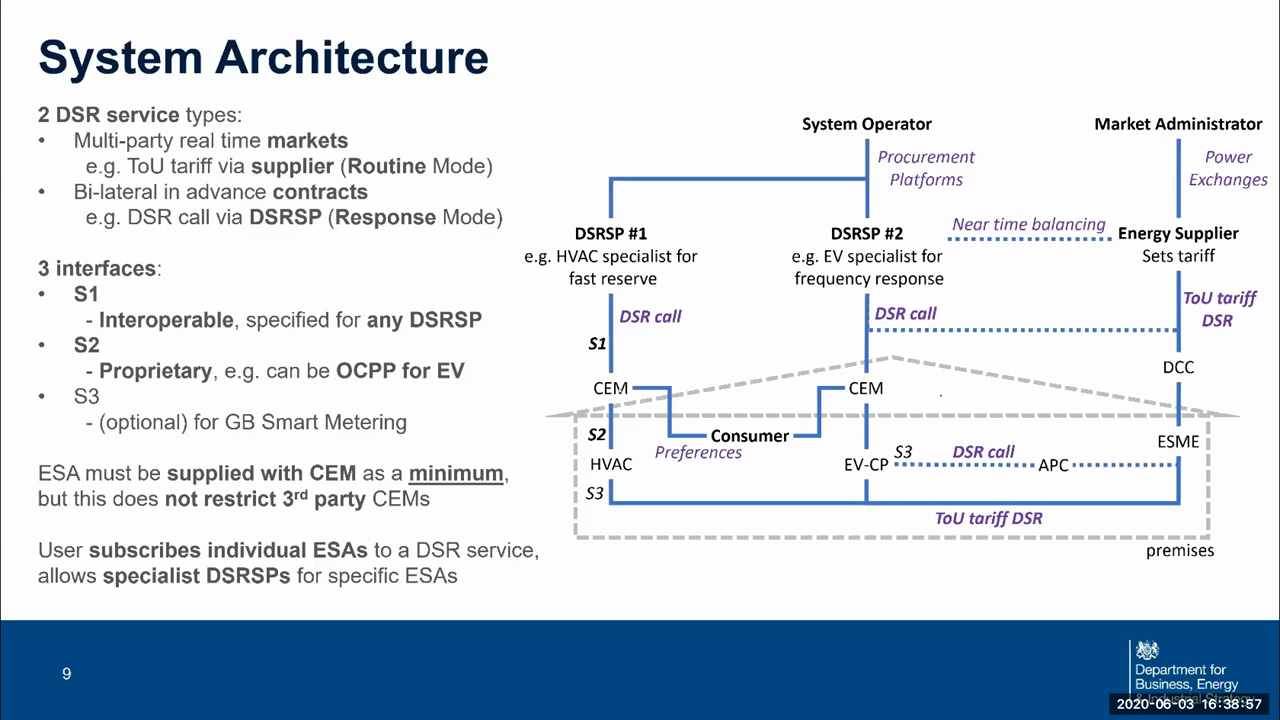 System Architecture
2 DSR service types:
• Multi-party real time markets
e.g. ToU tariff via supplier (Routine Mode)
• Bi-lateral in advance contracts
e.g. DSR call via DSRSP (Response Mode)
3 interfaces:
• S1
- Interoperable, specified for any DSRSP
• S2
- Proprietary, e.g. can be OCPP for EV
• S3
- (optional) for GB Smart Metering
ESA must be supplied with CEM as a minimum,
but this does not restrict 3rd party CEMs
User subscribes individual ESAs to a DSR service,
allows specialist DSRSPs for specific ESAs
System Operator
Market Administrator
Procurement
Platforms
Power
Exchanges
DSRSP #1
e.g. HVAC specialist for
fast reserve
DSRSP #2
e.g. EV specialist for
frequency response
Near time balancing
Energy Supplier
Sets tariff
DSR call
DSR call
ToU tariff
DSR
S1
DCC
CEM
CEM
S2
Consumer
Preferences
ESME
HVAC
EV-CP
S3
DSR call
APC
S3
ToU tariff DSR
premises
9
Department for
Business, Energy
& Industrial Strategy
2020-06-03 16:38:57